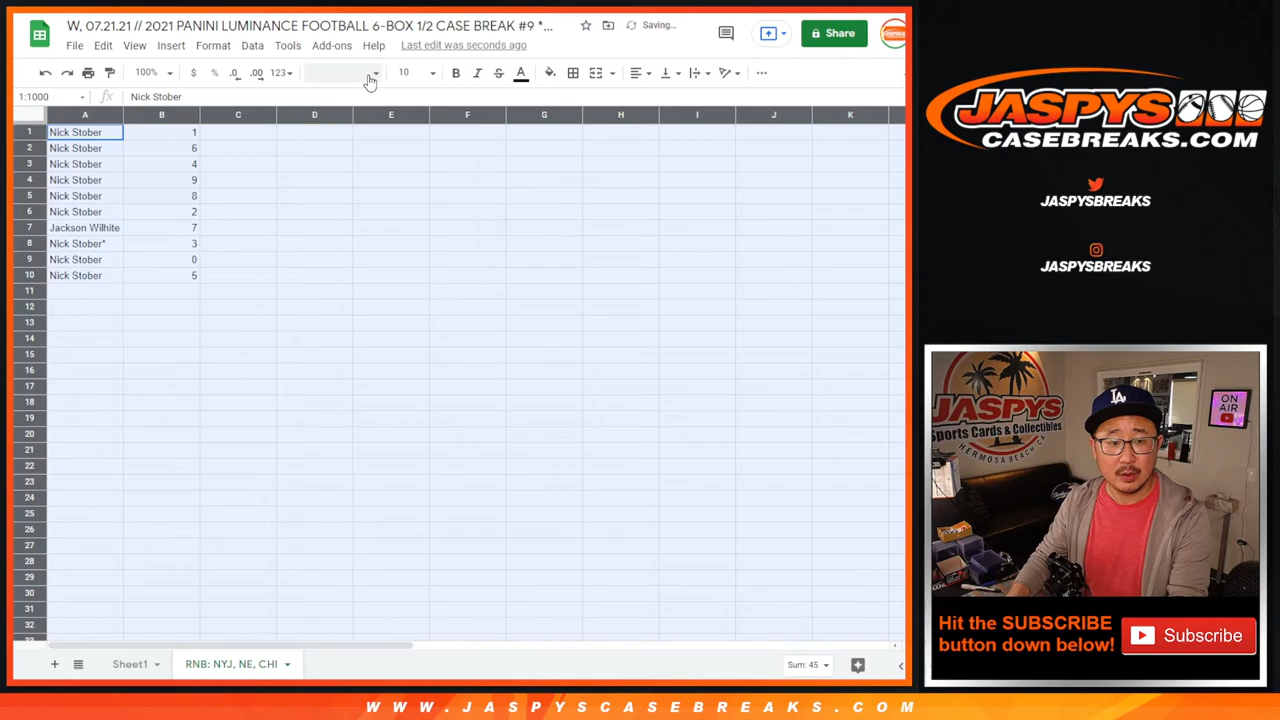 W, 07.21.21 // 2021 PANINI LUMINANCE FOOTBALL 6-BOX 1/2 CASE BREAK #9 *...
Saving...
Share
File Edit View Insert Format Data Tools Add-ons Help Last edit was seconds ago
100% $ % .0 .00 123 10 B I S A
1:1000 fx Nick Stober
A B C D E F G H I J K
1 Nick Stober 1
2 Nick Stober 6
3 Nick Stober 4
4 Nick Stober 9
5 Nick Stober 8
6 Nick Stober 2
7 Jackson Wilhite 7
8 Nick Stober* 3
9 Nick Stober 0
10 Nick Stober 5
11
12
13
14
15
16
17
18
19
20
21
22
23
24
25
26
27
28
29
30
31
32
Sheet1 RNB: NYJ, NE, CHI Sum: 45
JASPYS
CASEBREAKS.COM
JASPYSBREAKS
JASPYSBREAKS
JASPYS
Sports Cards & Collectibles
HERMOSA BEACH CA
ON
AIR
LA
Hit the SUBSCRIBE
button down below!
Subscribe
WWW.JASPYSCASEBREAKS.COM